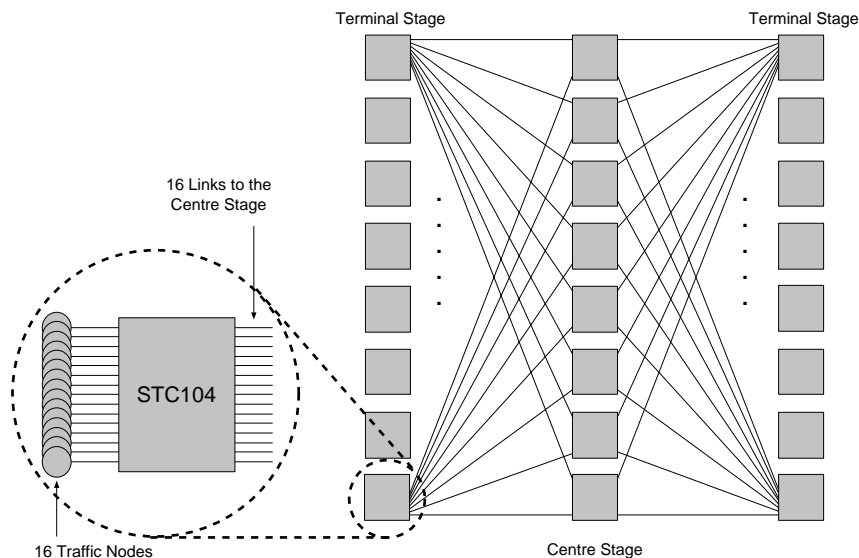 Terminal Stage
Terminal Stage
16 Links to the
Centre Stage
STC104
16 Traffic Nodes
Centre Stage